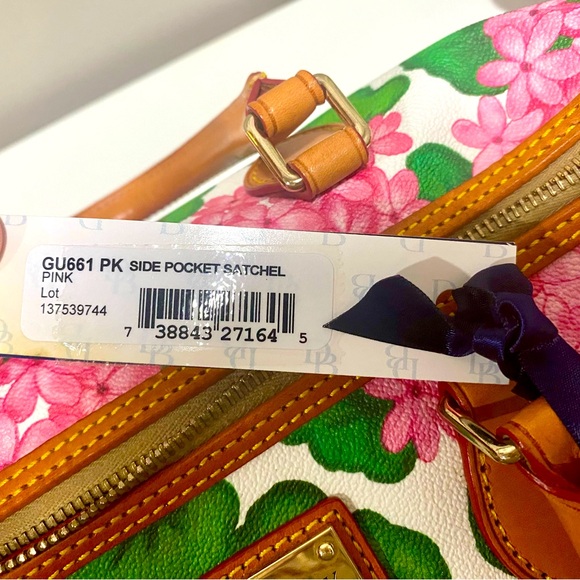 GU661 PK SIDE POCKET SATCHEL
PINK
Lot
137539744
7 38843 27164 5